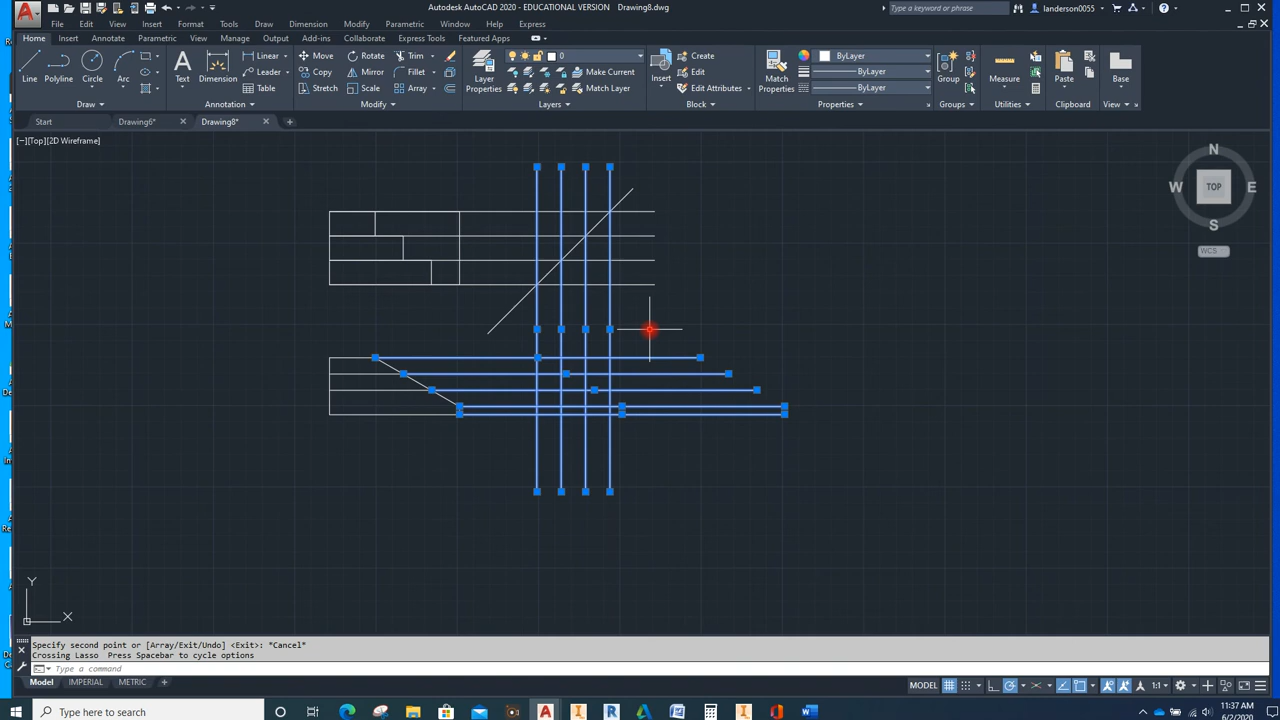 Autodesk AutoCAD 2020 - EDUCATIONAL VERSION Drawing8.dwg
Type a keyword or phrase
landerson0055
File Edit View Insert Format Tools Draw Dimension Modify Parametric Window Help Express
Home Insert Annotate Parametric View Manage Output Add-ins Collaborate Express Tools Featured Apps
Line Polyline Circle Arc
Draw
Text Dimension
Linear
Leader
Table
Annotation
Move Rotate Trim
Copy Mirror Fillet
Stretch Scale Array
Modify
Layer Properties
0
Make Current
Match Layer
Layers
Insert
Create
Edit
Edit Attributes
Block
Match Properties
ByLayer
ByLayer
ByLayer
Properties
Group
Groups
Measure
Utilities
Paste
Clipboard
Base
View
Start Drawing6* Drawing8*
[−][Top][2D Wireframe]
N
W TOP E
S
WCS
Y
X
Specify second point or [Array/Exit/Undo] <Exit>: *Cancel*
Crossing Lasso  Press Spacebar to cycle options
Type a command
Model IMPERIAL METRIC
MODEL
1:1
Type here to search
11:37 AM
6/2/2020